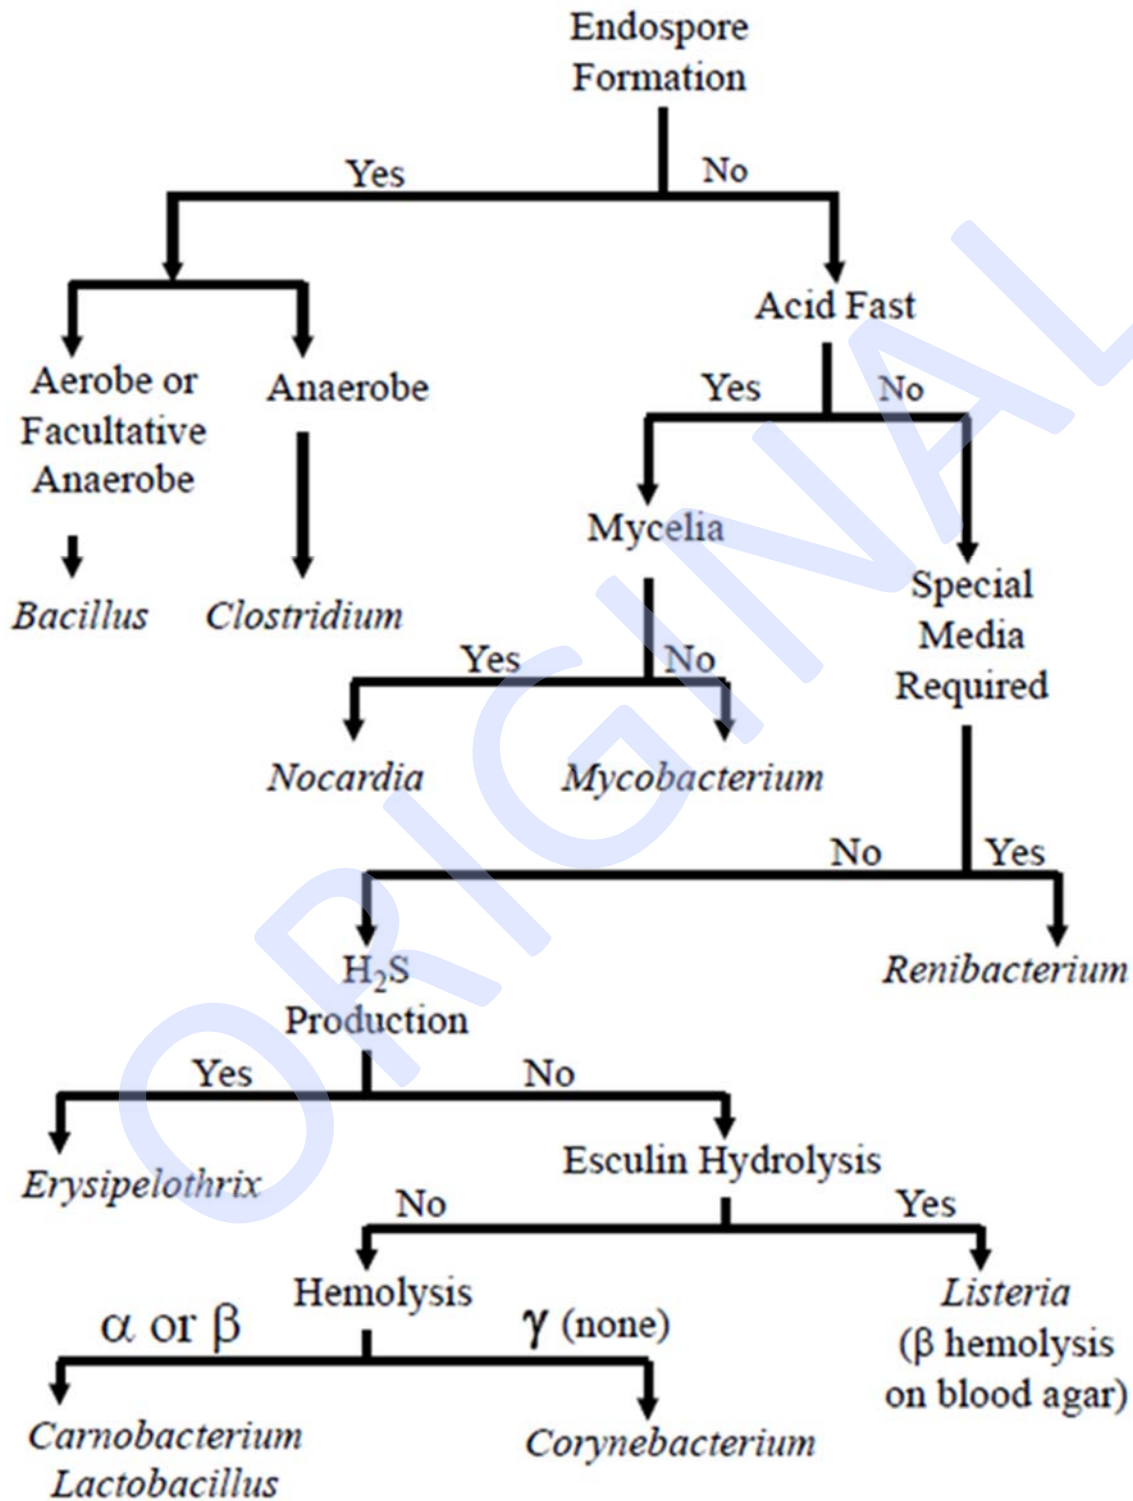 Endospore
Formation
Yes
No
Acid Fast
Aerobe or
Facultative
Anaerobe
Anaerobe
Yes
No
Mycelia
Special
Media
Required
Bacillus
Clostridium
Yes
No
Nocardia
Mycobacterium
No
Yes
H₂S
Production
Renibacterium
Yes
No
Erysipelothrix
Esculin Hydrolysis
No
Yes
Hemolysis
α or β
γ (none)
Listeria
(β hemolysis
on blood agar)
Carnobacterium
Lactobacillus
Corynebacterium
ORIGINAL